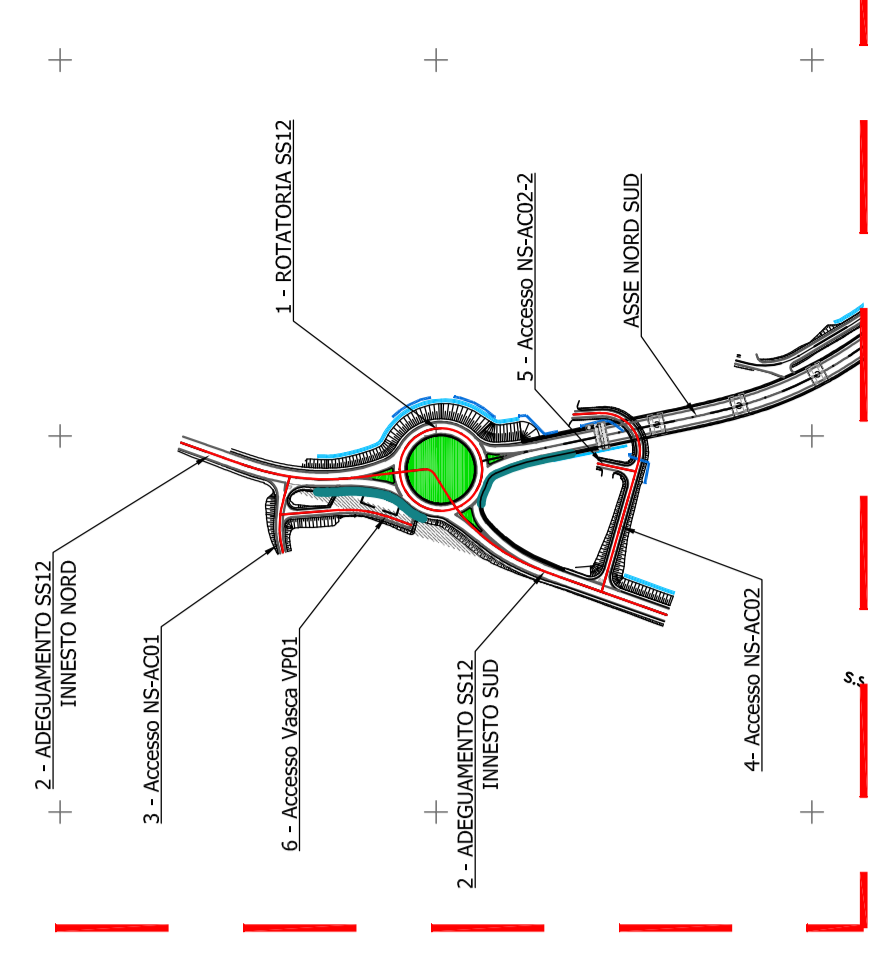 2 - ADEGUAMENTO SS12
INNESTO NORD
3 - Accesso NS-AC01
1 - ROTATORIA SS12
6 - Accesso Vasca VP01
2 - ADEGUAMENTO SS12
INNESTO SUD
5 - Accesso NS-AC02-2
ASSE NORD SUD
4- Accesso NS-AC02
s.s